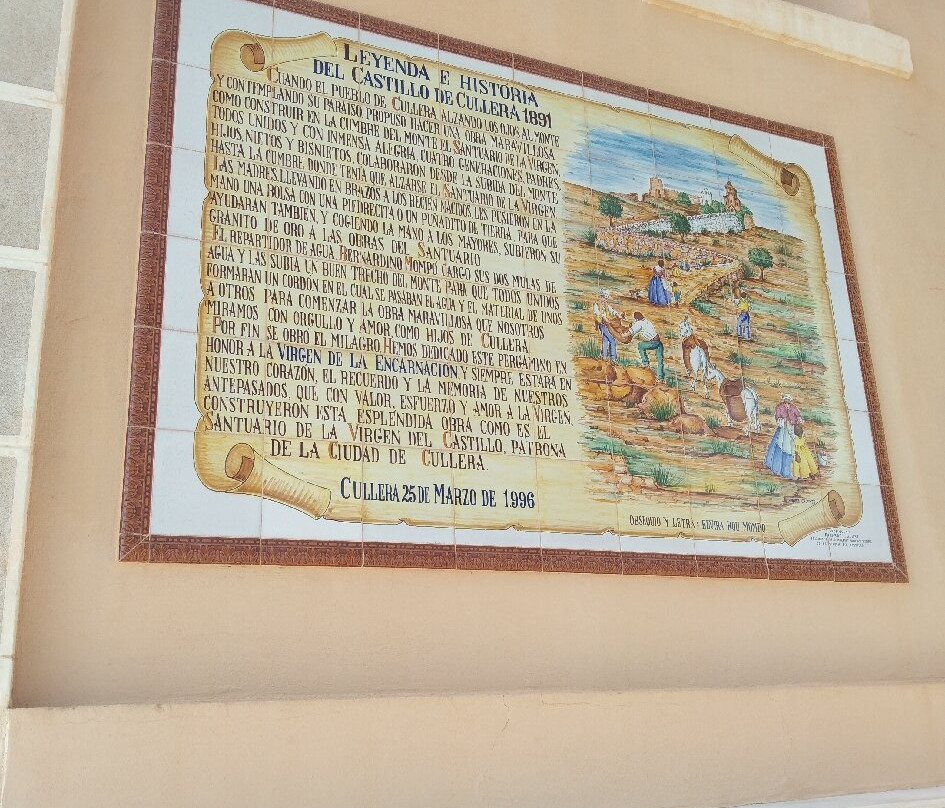 LEYENDA E HISTORIA
DEL CASTILLO DE CULLERA 1891
CUANDO EL PUEBLO DE CULLERA ALZANDO LOS OJOS AL MONTE
Y CONTEMPLANDO SU PARAISO PROPUSO HACER UNA OBRA MARAVILLOSA
COMO CONSTRUIR EN LA CUMBRE DEL MONTE EL SANTUARIO DE LA VIRGEN,
TODOS UNIDOS Y CON INMENSA ALEGRIA, CUATRO GENERACIONES, PADRES,
HIJOS, NIETOS Y BISNIETOS, COLABORARON DESDE LA SUBIDA DEL MONTE
HASTA LA CUMBRE DONDE TENIA QUE ALZARSE EL SANTUARIO DE LA VIRGEN
LAS MADRES LLEVANDO EN BRAZOS A LOS RECIEN NACIDOS LES PUSIERON EN LA
MANO UNA BOLSA CON UNA PIEDRECITA O UN PUÑADITO DE TIERRA, PARA QUE
AYUDARAN TAMBIEN, Y COGIENDO LA MANO A LOS MAYORES, SUBIERON SU
GRANITO DE ORO A LAS OBRAS DEL SANTUARIO
EL REPARTIDOR DE AGUA BERNARDINO MOMPÓ CARGO SUS DOS MULAS DE
AGUA Y LAS SUBIA UN BUEN TRECHO DEL MONTE PARA QUE TODOS UNIDOS
FORMARAN UN CORDON EN EL CUAL SE PASABAN EL AGUA Y EL MATERIAL DE UNOS
A OTROS PARA COMENZAR LA OBRA MARAVILLOSA QUE NOSOTROS
MIRAMOS CON ORGULLO Y AMOR COMO HIJOS DE CULLERA
POR FIN SE OBRO EL MILAGRO. HEMOS DEDICADO ESTE PERGAMINO EN
HONOR A LA VIRGEN DE LA ENCARNACION Y SIEMPRE ESTARA EN
NUESTRO CORAZON, EL RECUERDO Y LA MEMORIA DE NUESTROS
ANTEPASADOS, QUE CON VALOR, ESFUERZO Y AMOR A LA VIRGEN,
CONSTRUYERON ESTA ESPLENDIDA OBRA COMO ES EL
SANTUARIO DE LA VIRGEN DEL CASTILLO, PATRONA
DE LA CIUDAD DE CULLERA.
CULLERA 25 DE MARZO DE 1996
OBSEQUIO Y LETRA: ELVIRA BOU MOMPO